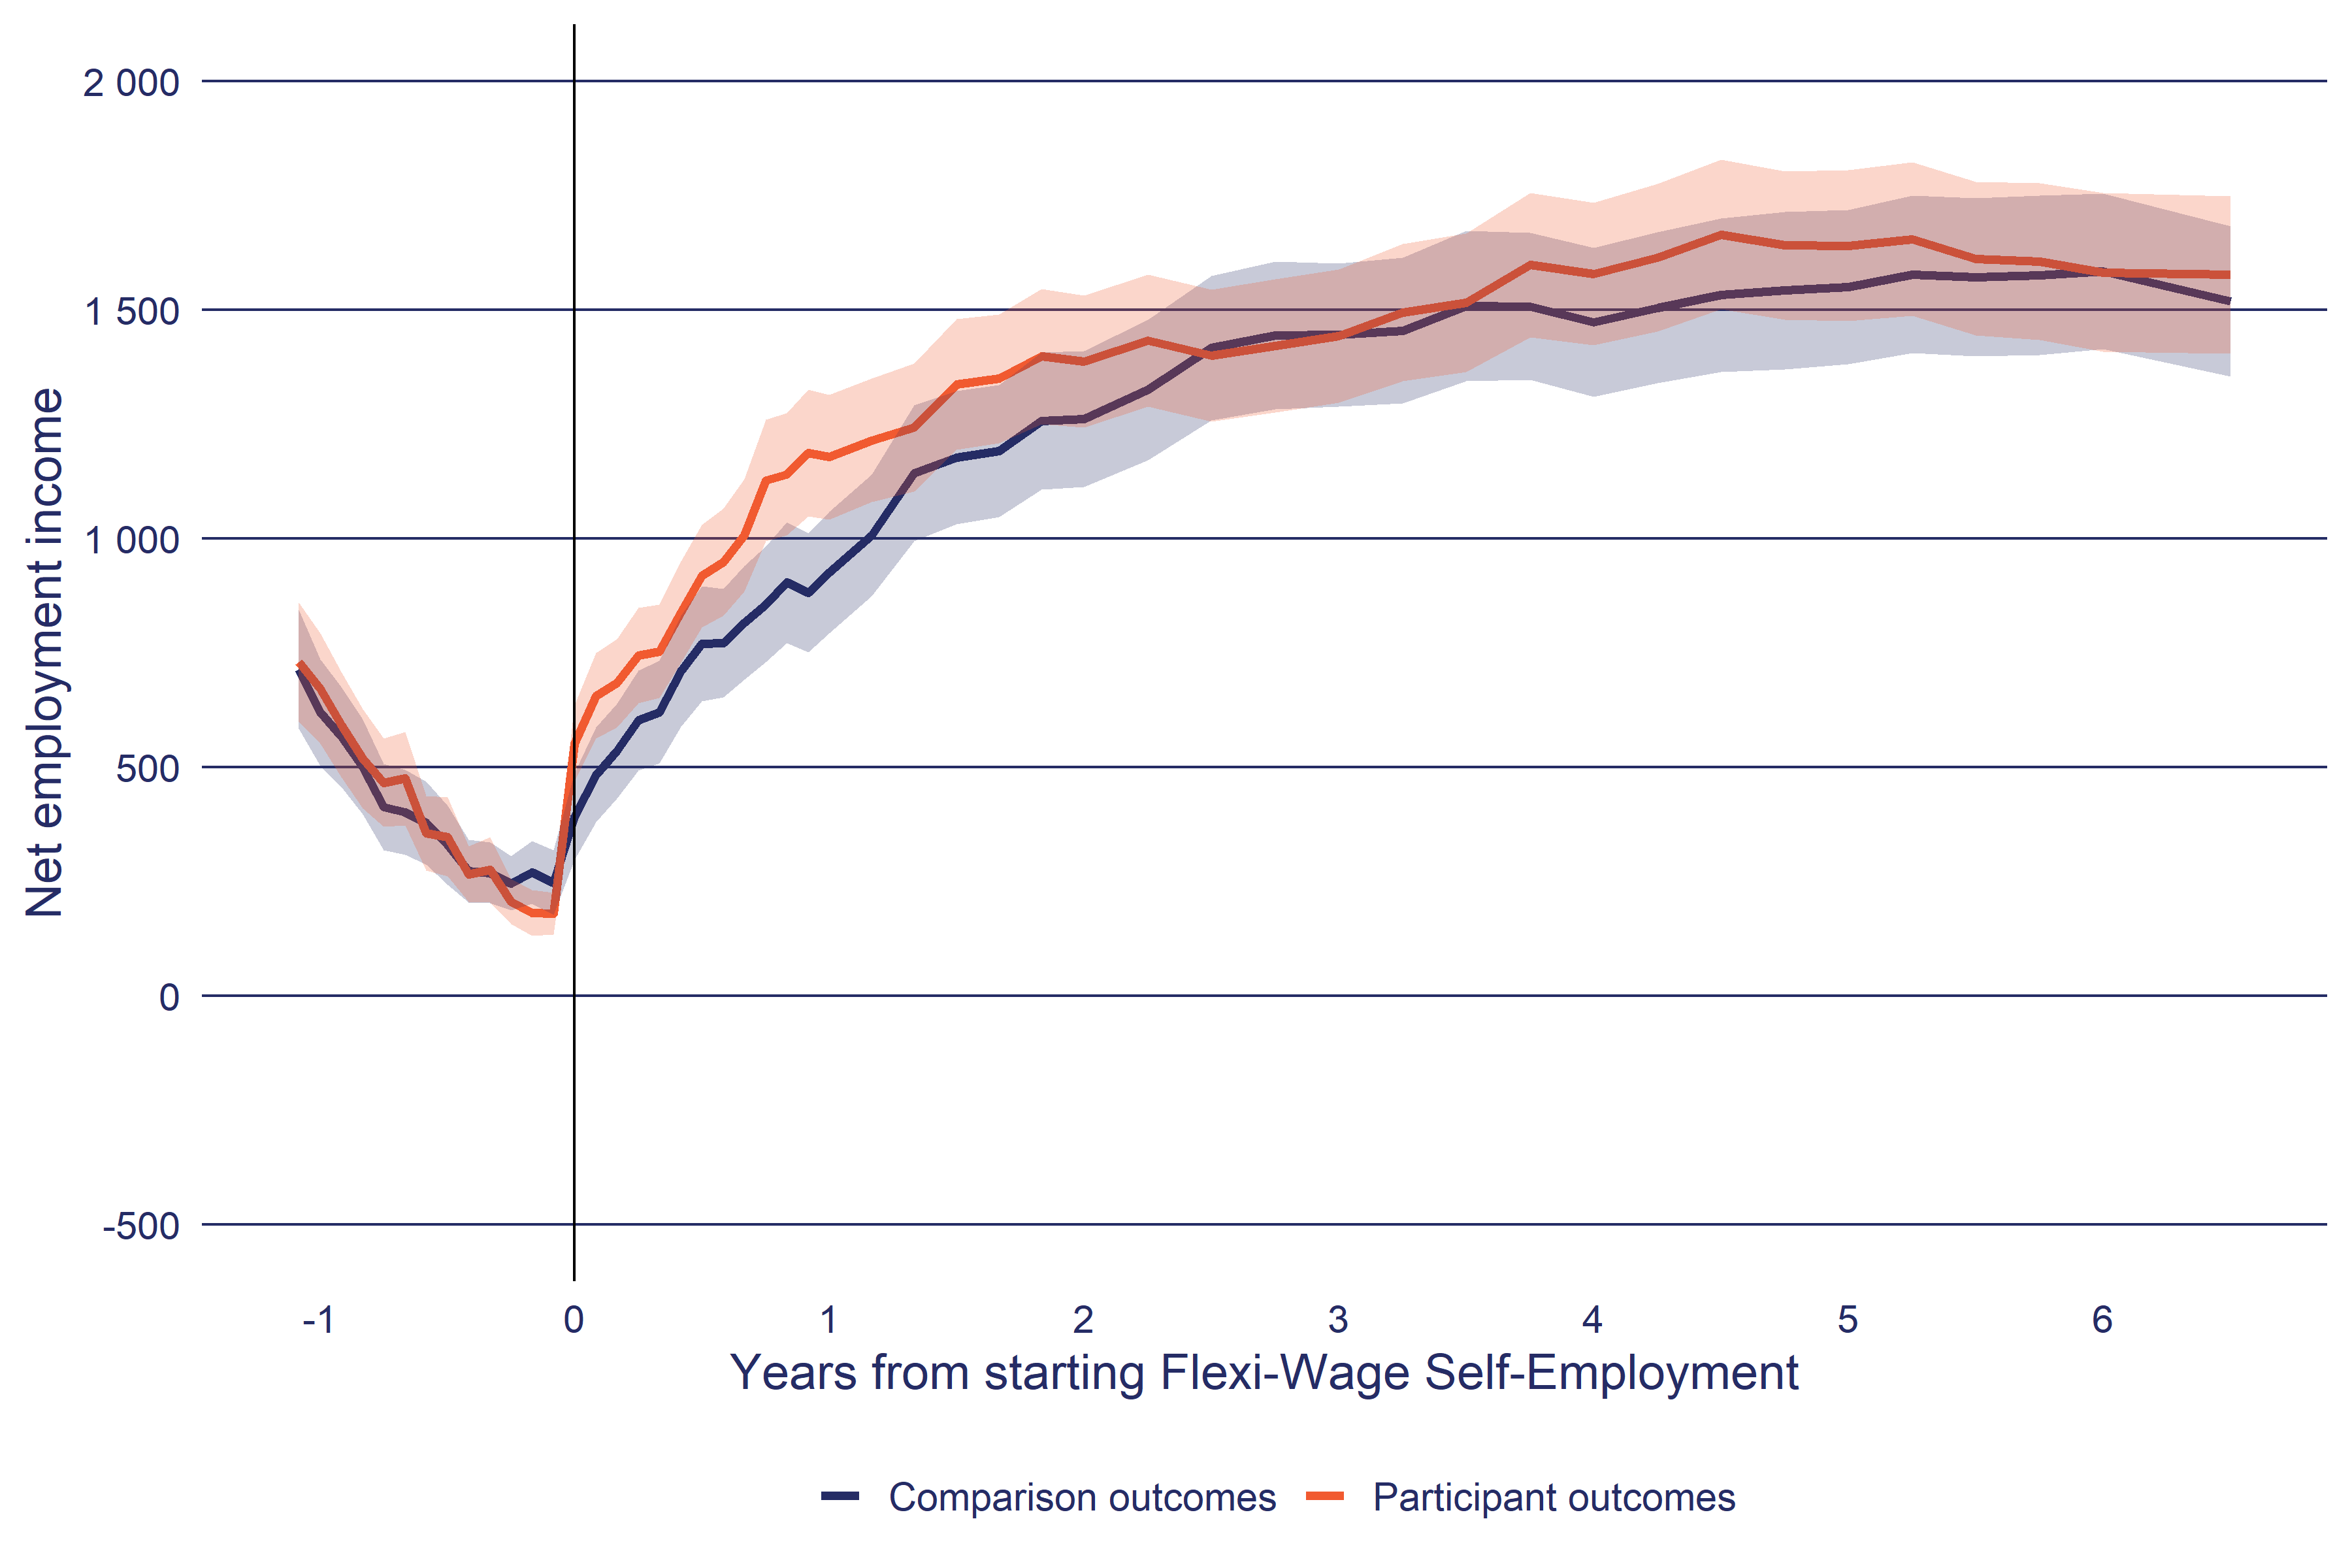 Net employment income
2 000
1 500
1 000
500
0
-500
-1 0 1 2 3 4 5 6
Years from starting Flexi-Wage Self-Employment
Comparison outcomes Participant outcomes